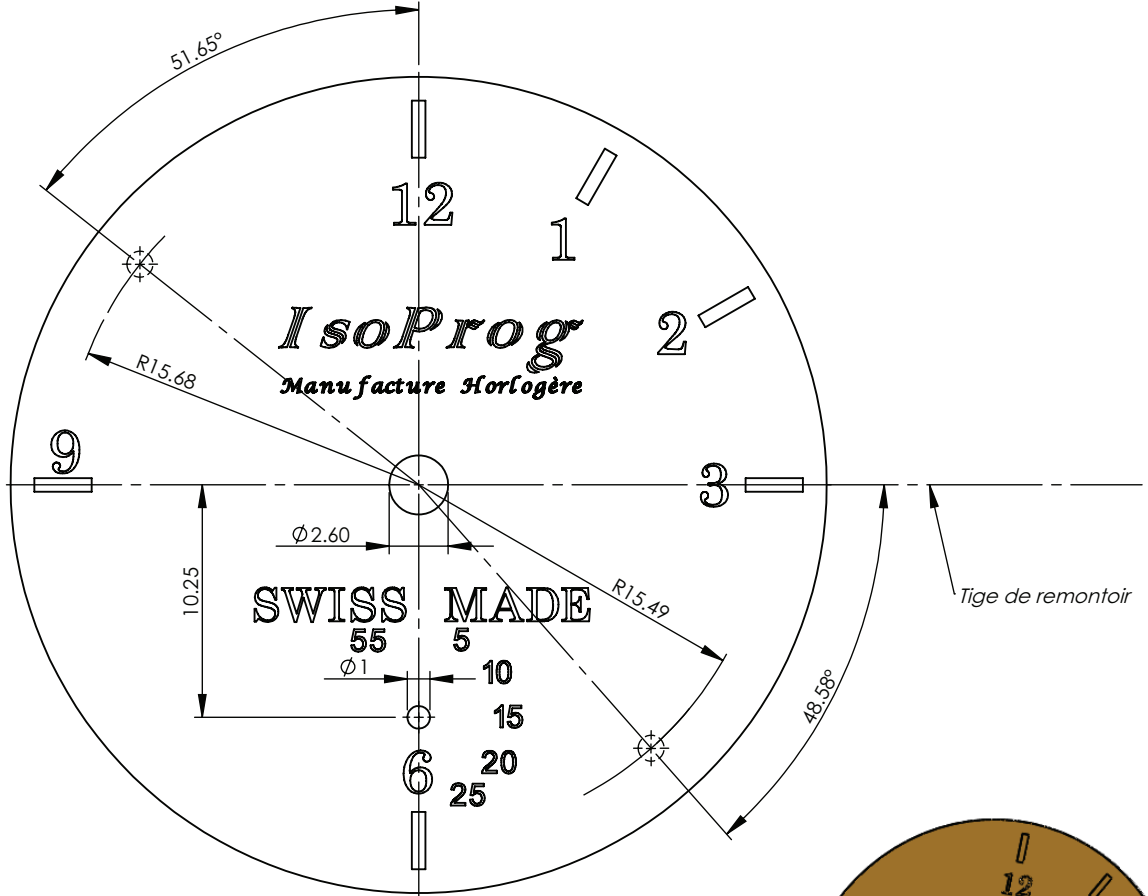 51.65°
12
1
IsoProg
2
Manufacture Horlogère
R15.68
9
3
Ø2.60
10.25
SWISS MADE
R15.49
Tige de remontoir
55 5
Ø1
10
48.58°
15
6
20
25
12